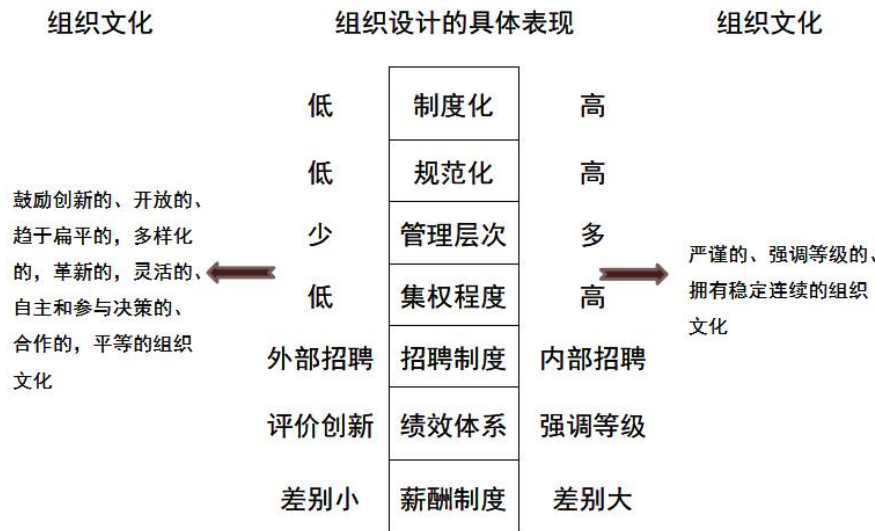 组织文化 组织设计的具体表现 组织文化
低 制度化 高
低 规范化 高
少 管理层次 多
低 集权程度 高
外部招聘 招聘制度 内部招聘
评价创新 绩效体系 强调等级
差别小 薪酬制度 差别大
鼓励创新的、开放的、
趋于扁平的，多样化
的，革新的，灵活的、
自主和参与决策的、
合作的，平等的组织
文化
严谨的、强调等级的、
拥有稳定连续的组织
文化